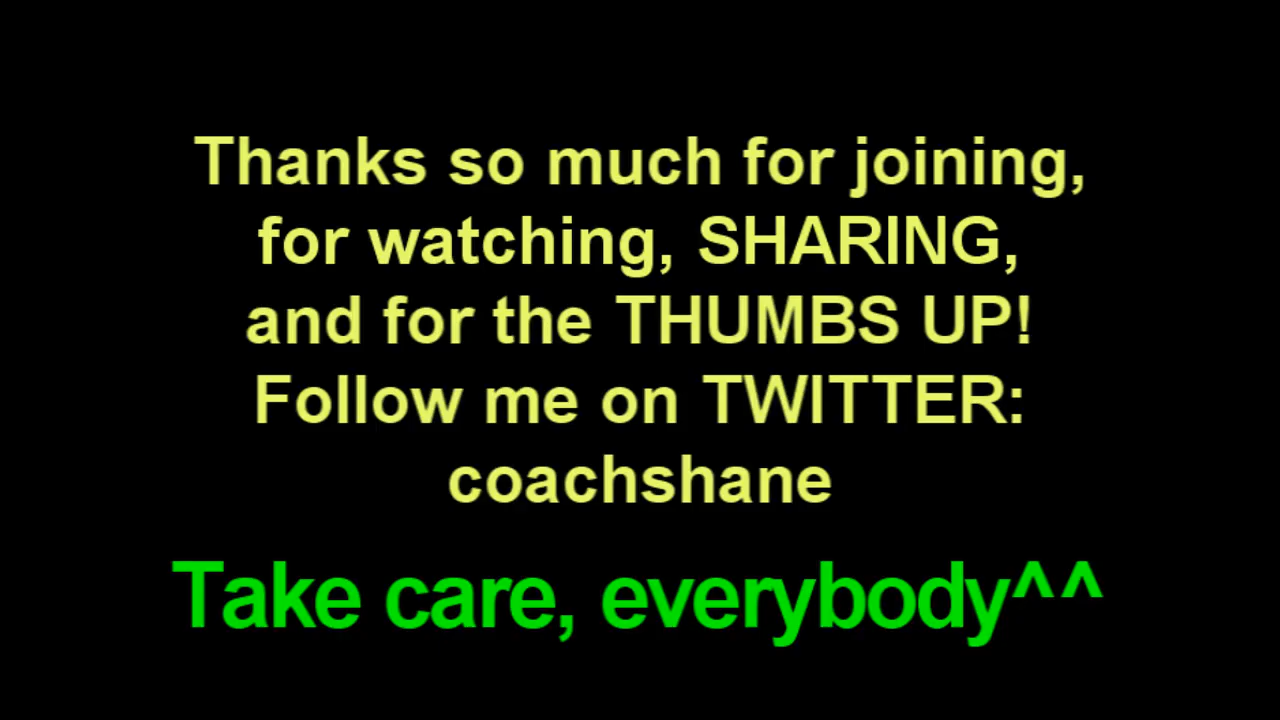 Thanks so much for joining,
for watching, SHARING,
and for the THUMBS UP!
Follow me on TWITTER:
coachshane
Take care, everybody^^